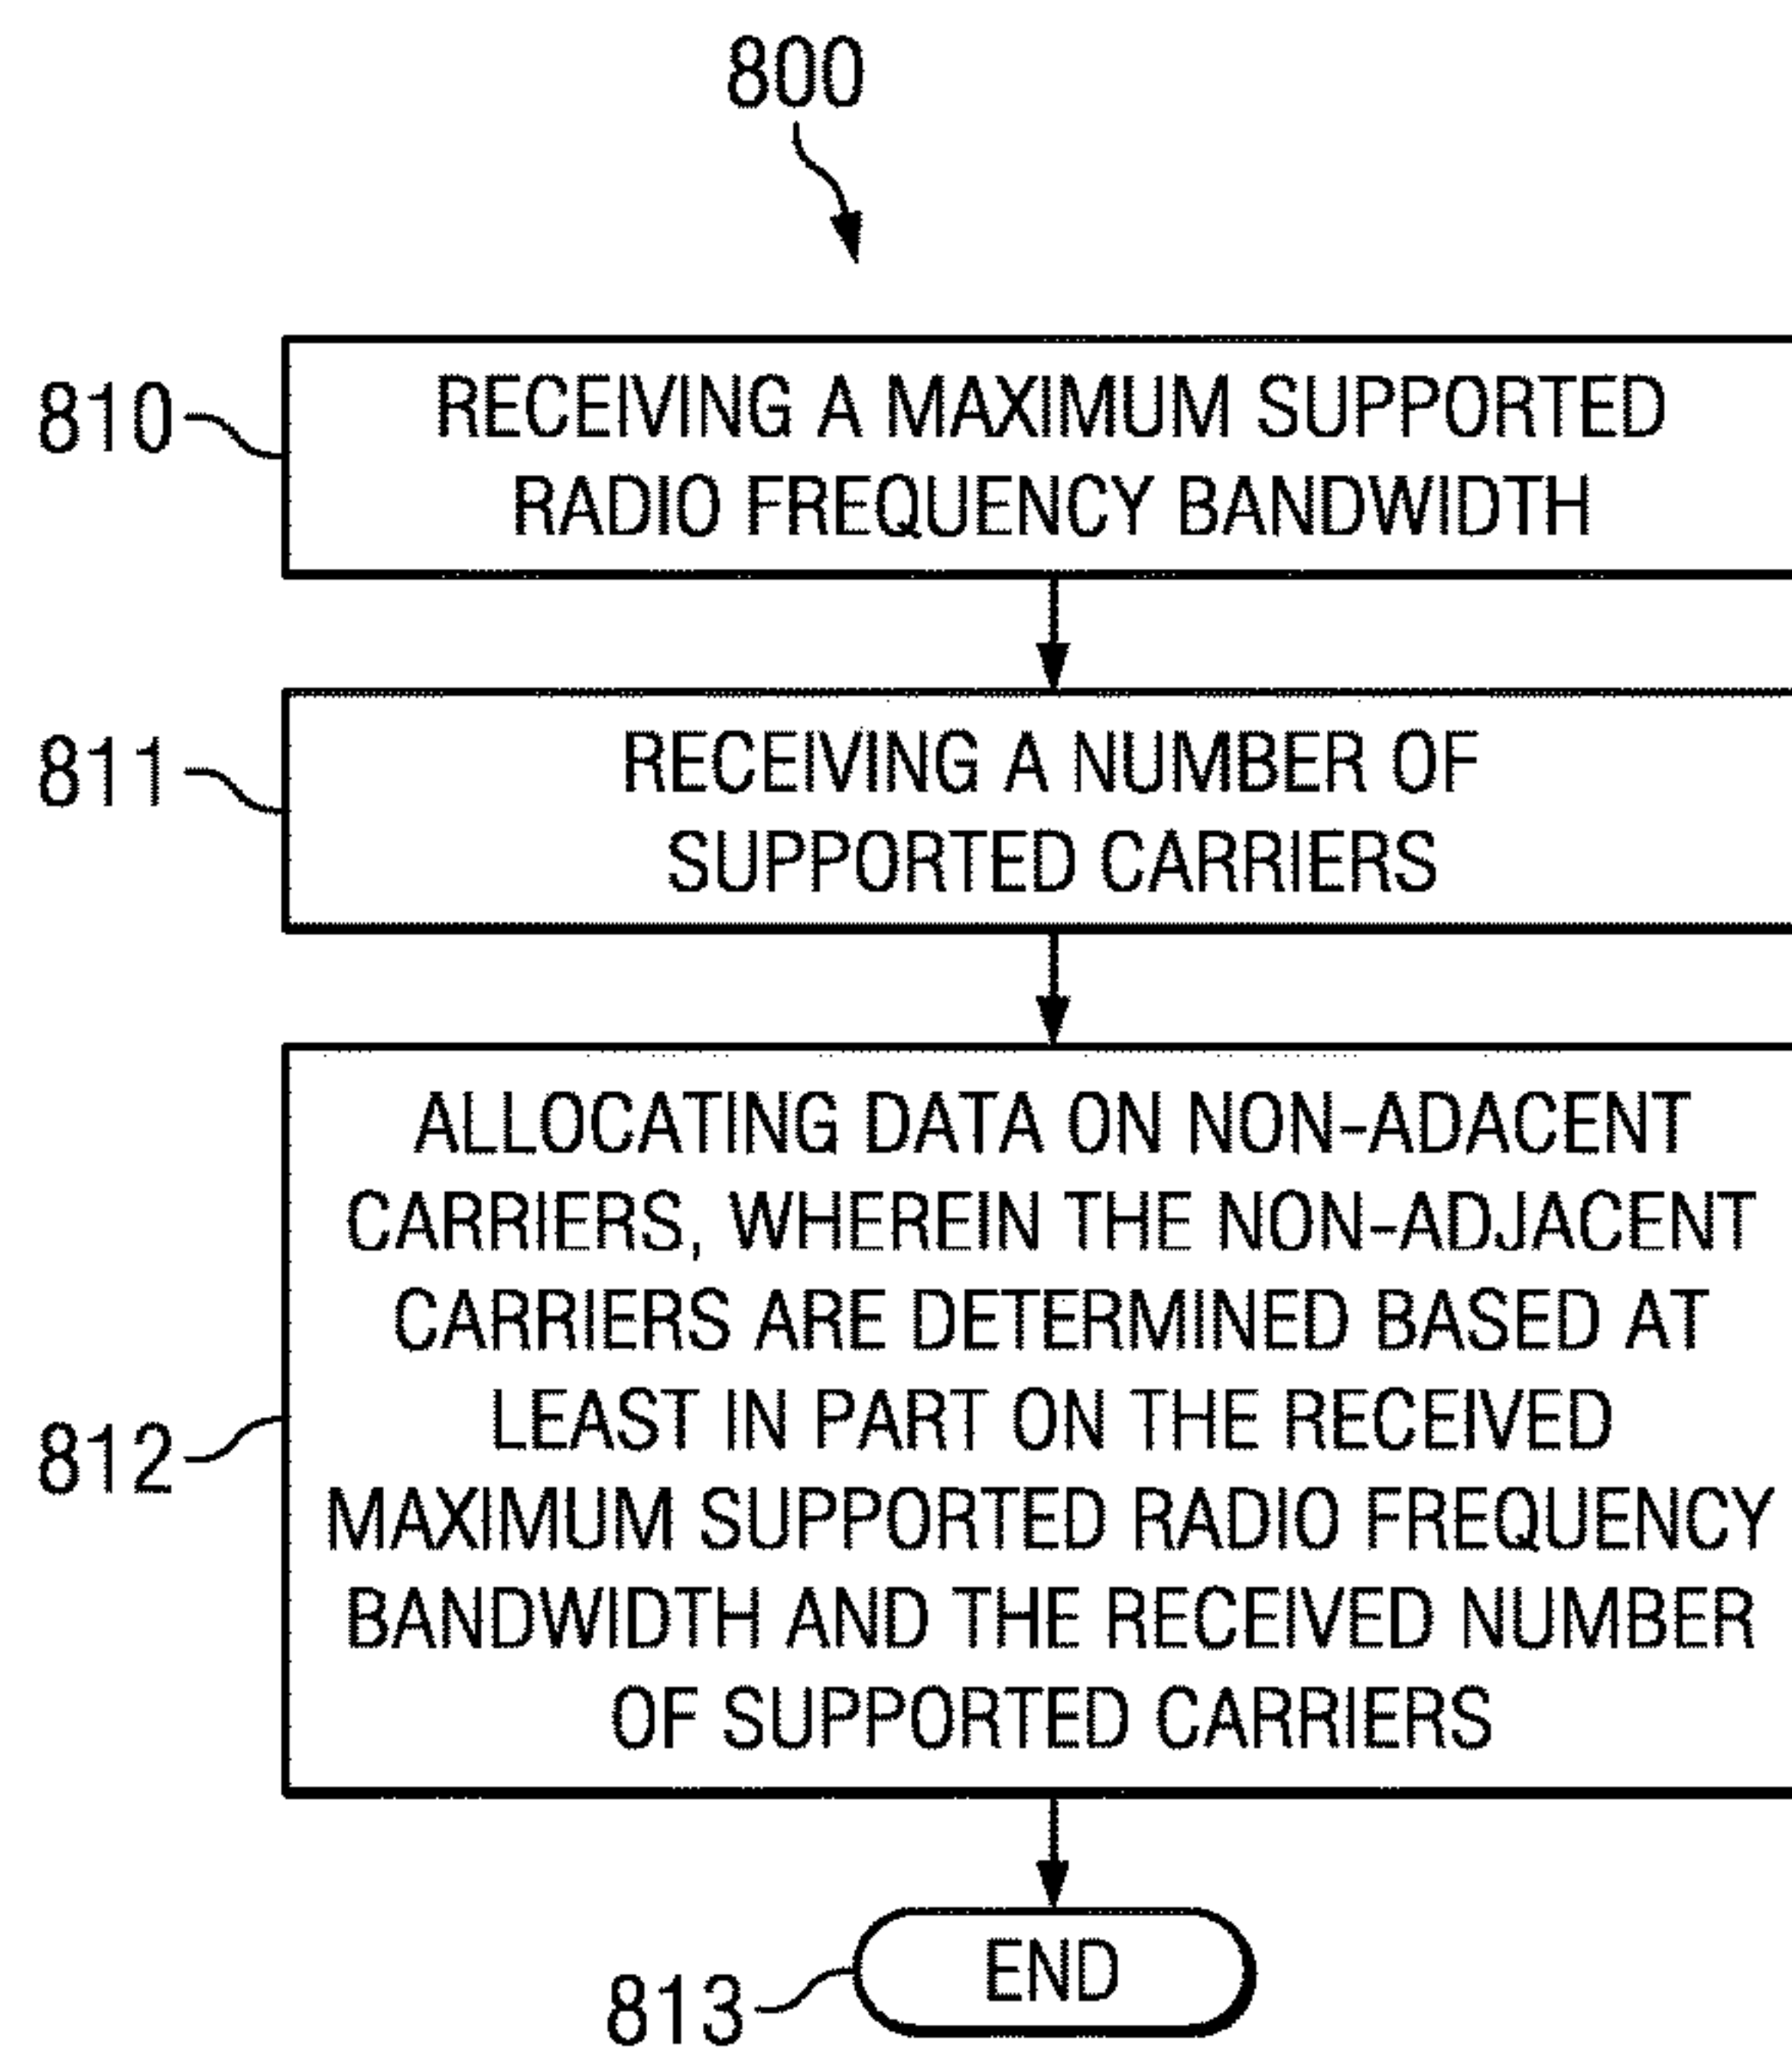 800
810
RECEIVING A MAXIMUM SUPPORTED
RADIO FREQUENCY BANDWIDTH
811
RECEIVING A NUMBER OF
SUPPORTED CARRIERS
812
ALLOCATING DATA ON NON-ADACENT
CARRIERS, WHEREIN THE NON-ADJACENT
CARRIERS ARE DETERMINED BASED AT
LEAST IN PART ON THE RECEIVED
MAXIMUM SUPPORTED RADIO FREQUENCY
BANDWIDTH AND THE RECEIVED NUMBER
OF SUPPORTED CARRIERS
813
END